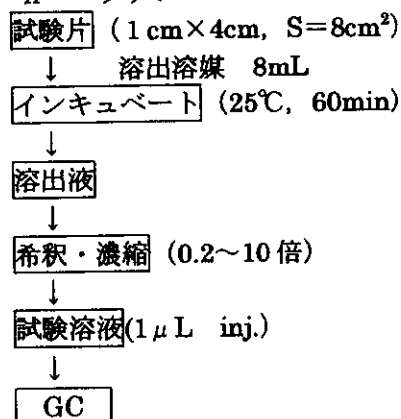 試験片 (1cm×4cm, S=8cm²)
↓ 溶出溶媒 8mL
インキュベート (25℃, 60min)
↓
溶出液
↓
希釈・濃縮 (0.2～10倍)
↓
試験溶液(1μL inj.)
↓
GC